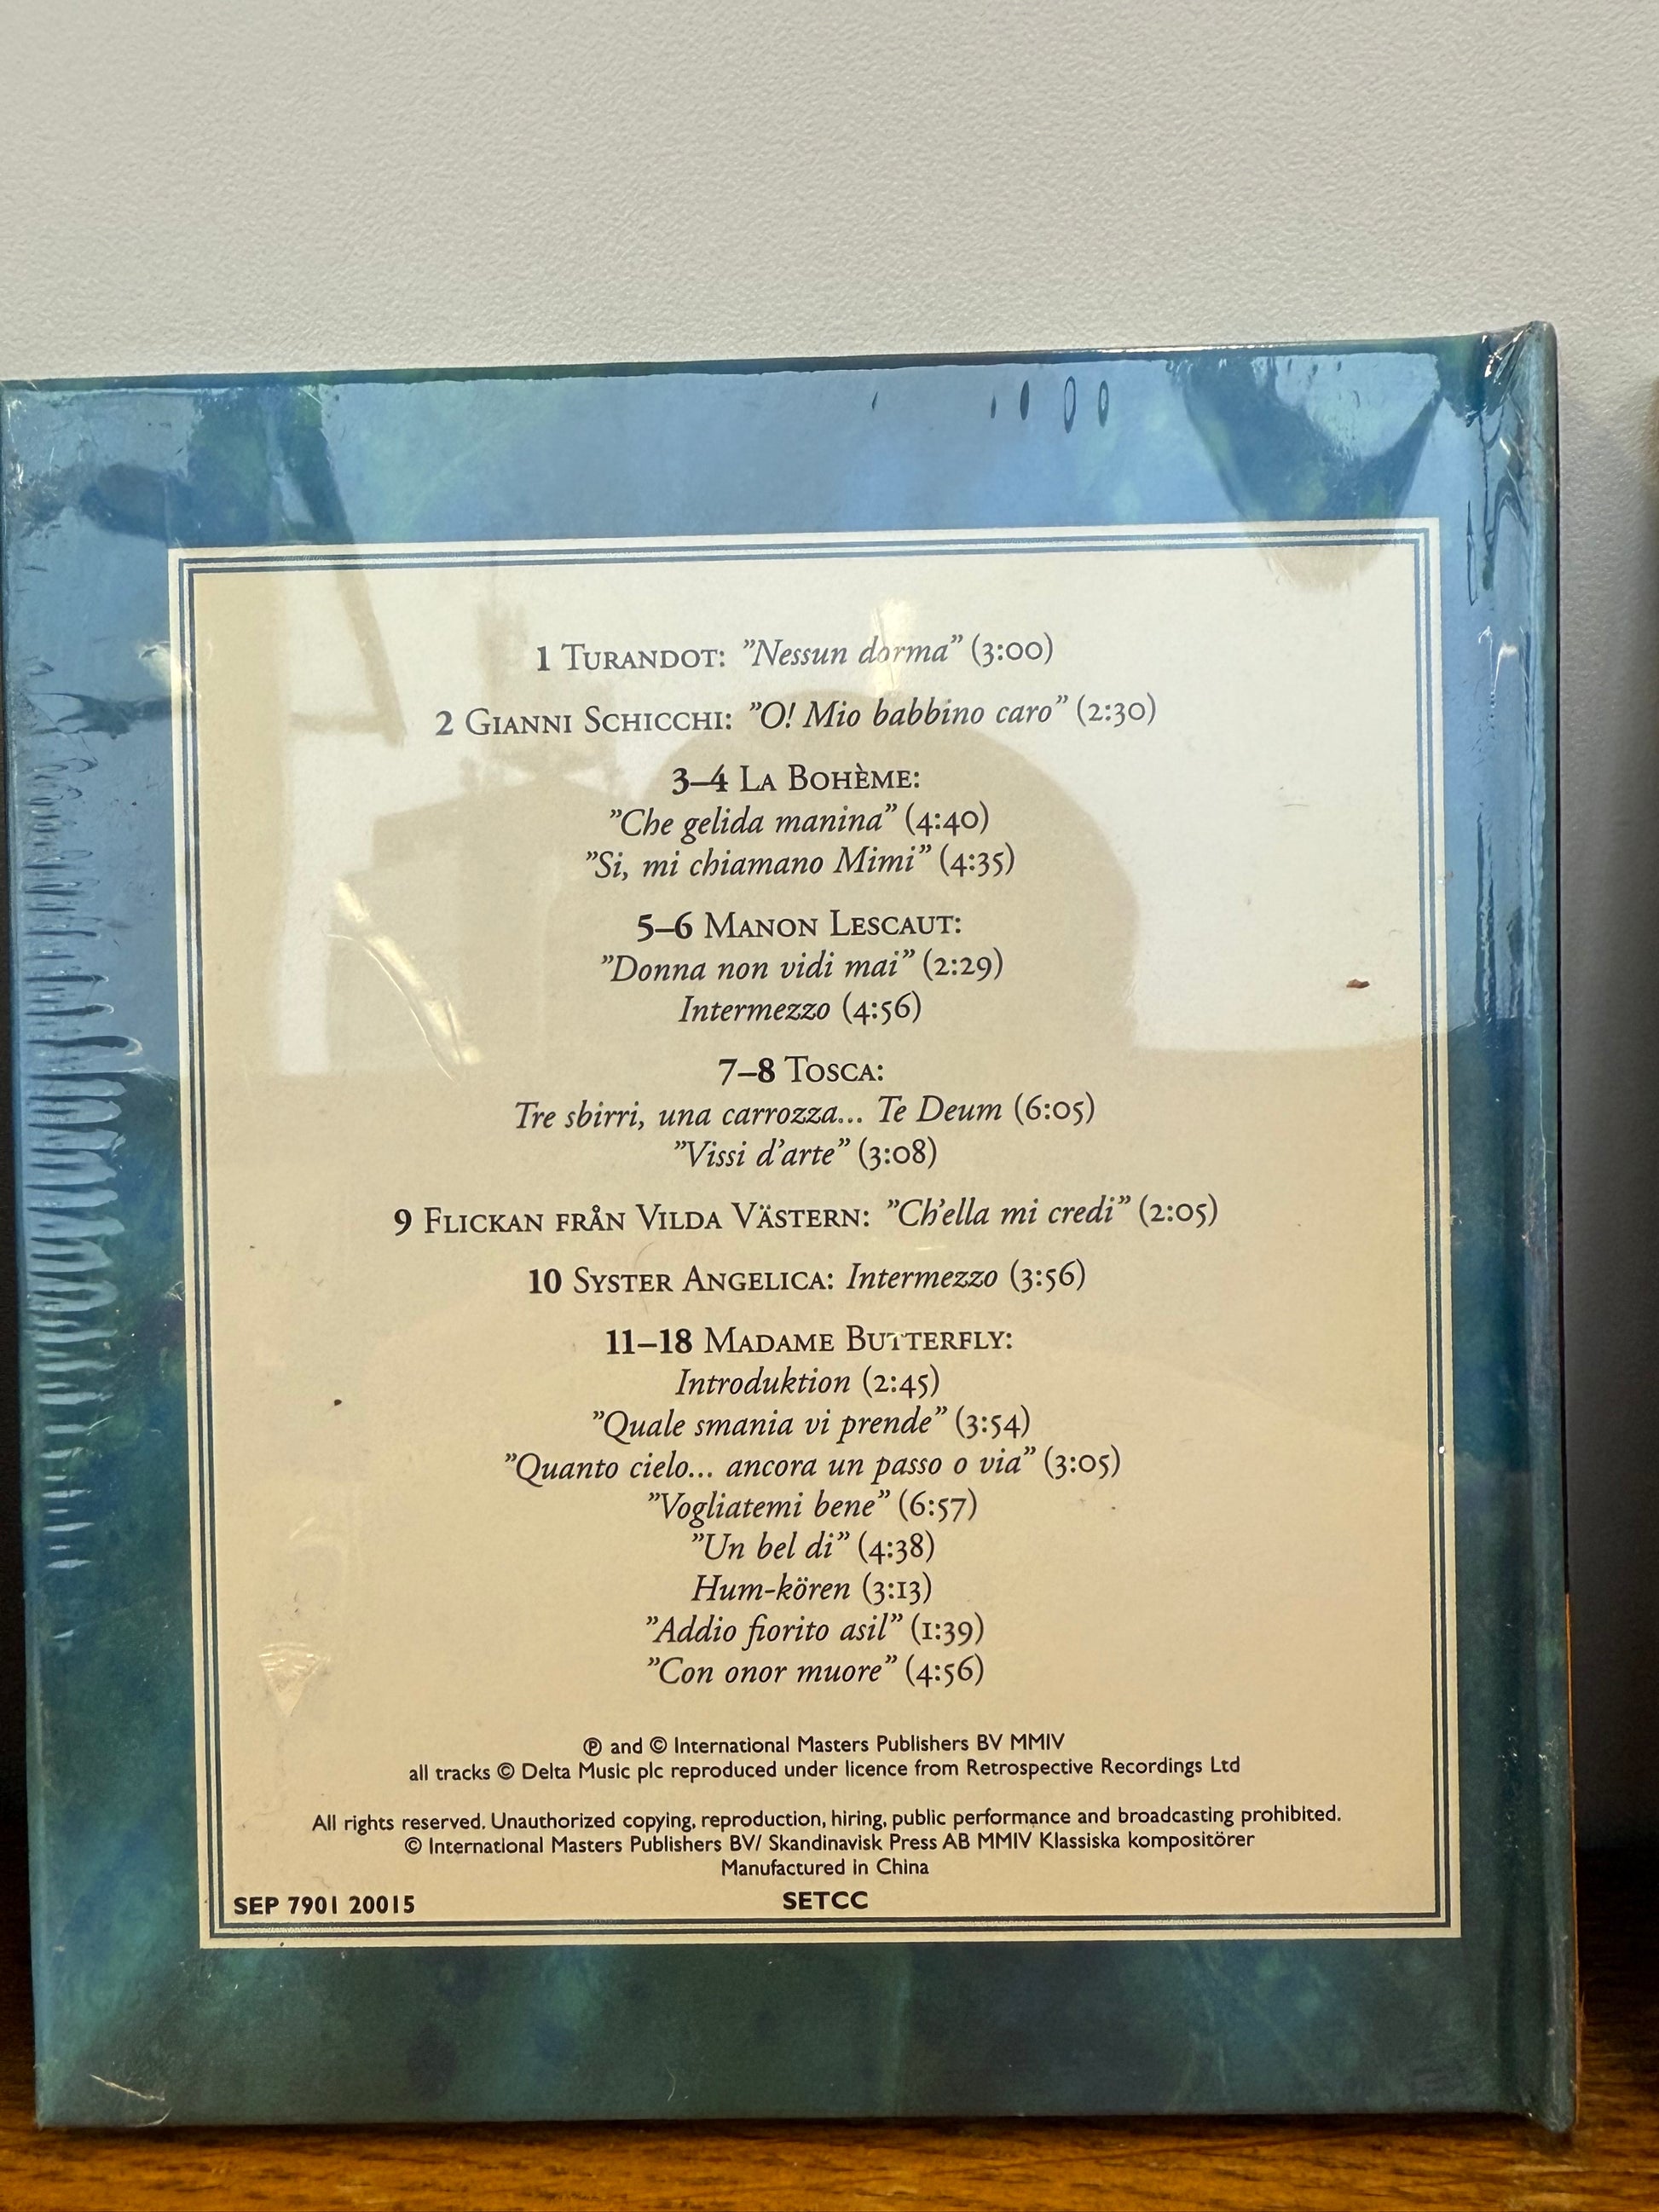 1 Turandot: ”Nessun dorma” (3:00)
2 Gianni Schicchi: ”O! Mio babbino caro” (2:30)
3–4 La Bohème:
”Che gelida manina” (4:40)
”Si, mi chiamano Mimi” (4:35)
5–6 Manon Lescaut:
”Donna non vidi mai” (2:29)
Intermezzo (4:56)
7–8 Tosca:
Tre sbirri, una carrozza... Te Deum (6:05)
”Vissi d’arte” (3:08)
9 Flickan från Vilda Västern: ”Ch’ella mi credi” (2:05)
10 Syster Angelica: Intermezzo (3:56)
11–18 Madame Butterfly:
Introduktion (2:45)
”Quale smania vi prende” (3:54)
”Quanto cielo... ancora un passo o via” (3:05)
”Vogliatemi bene” (6:57)
”Un bel di” (4:38)
Hum-kören (3:13)
”Addio fiorito asil” (1:39)
”Con onor muore” (4:56)
℗ and © International Masters Publishers BV MMIV
all tracks © Delta Music plc reproduced under licence from Retrospective Recordings Ltd
All rights reserved. Unauthorized copying, reproduction, hiring, public performance and broadcasting prohibited.
© International Masters Publishers BV/ Skandinavisk Press AB MMIV Klassiska kompositörer
Manufactured in China
SEP 7901 20015 SETCC